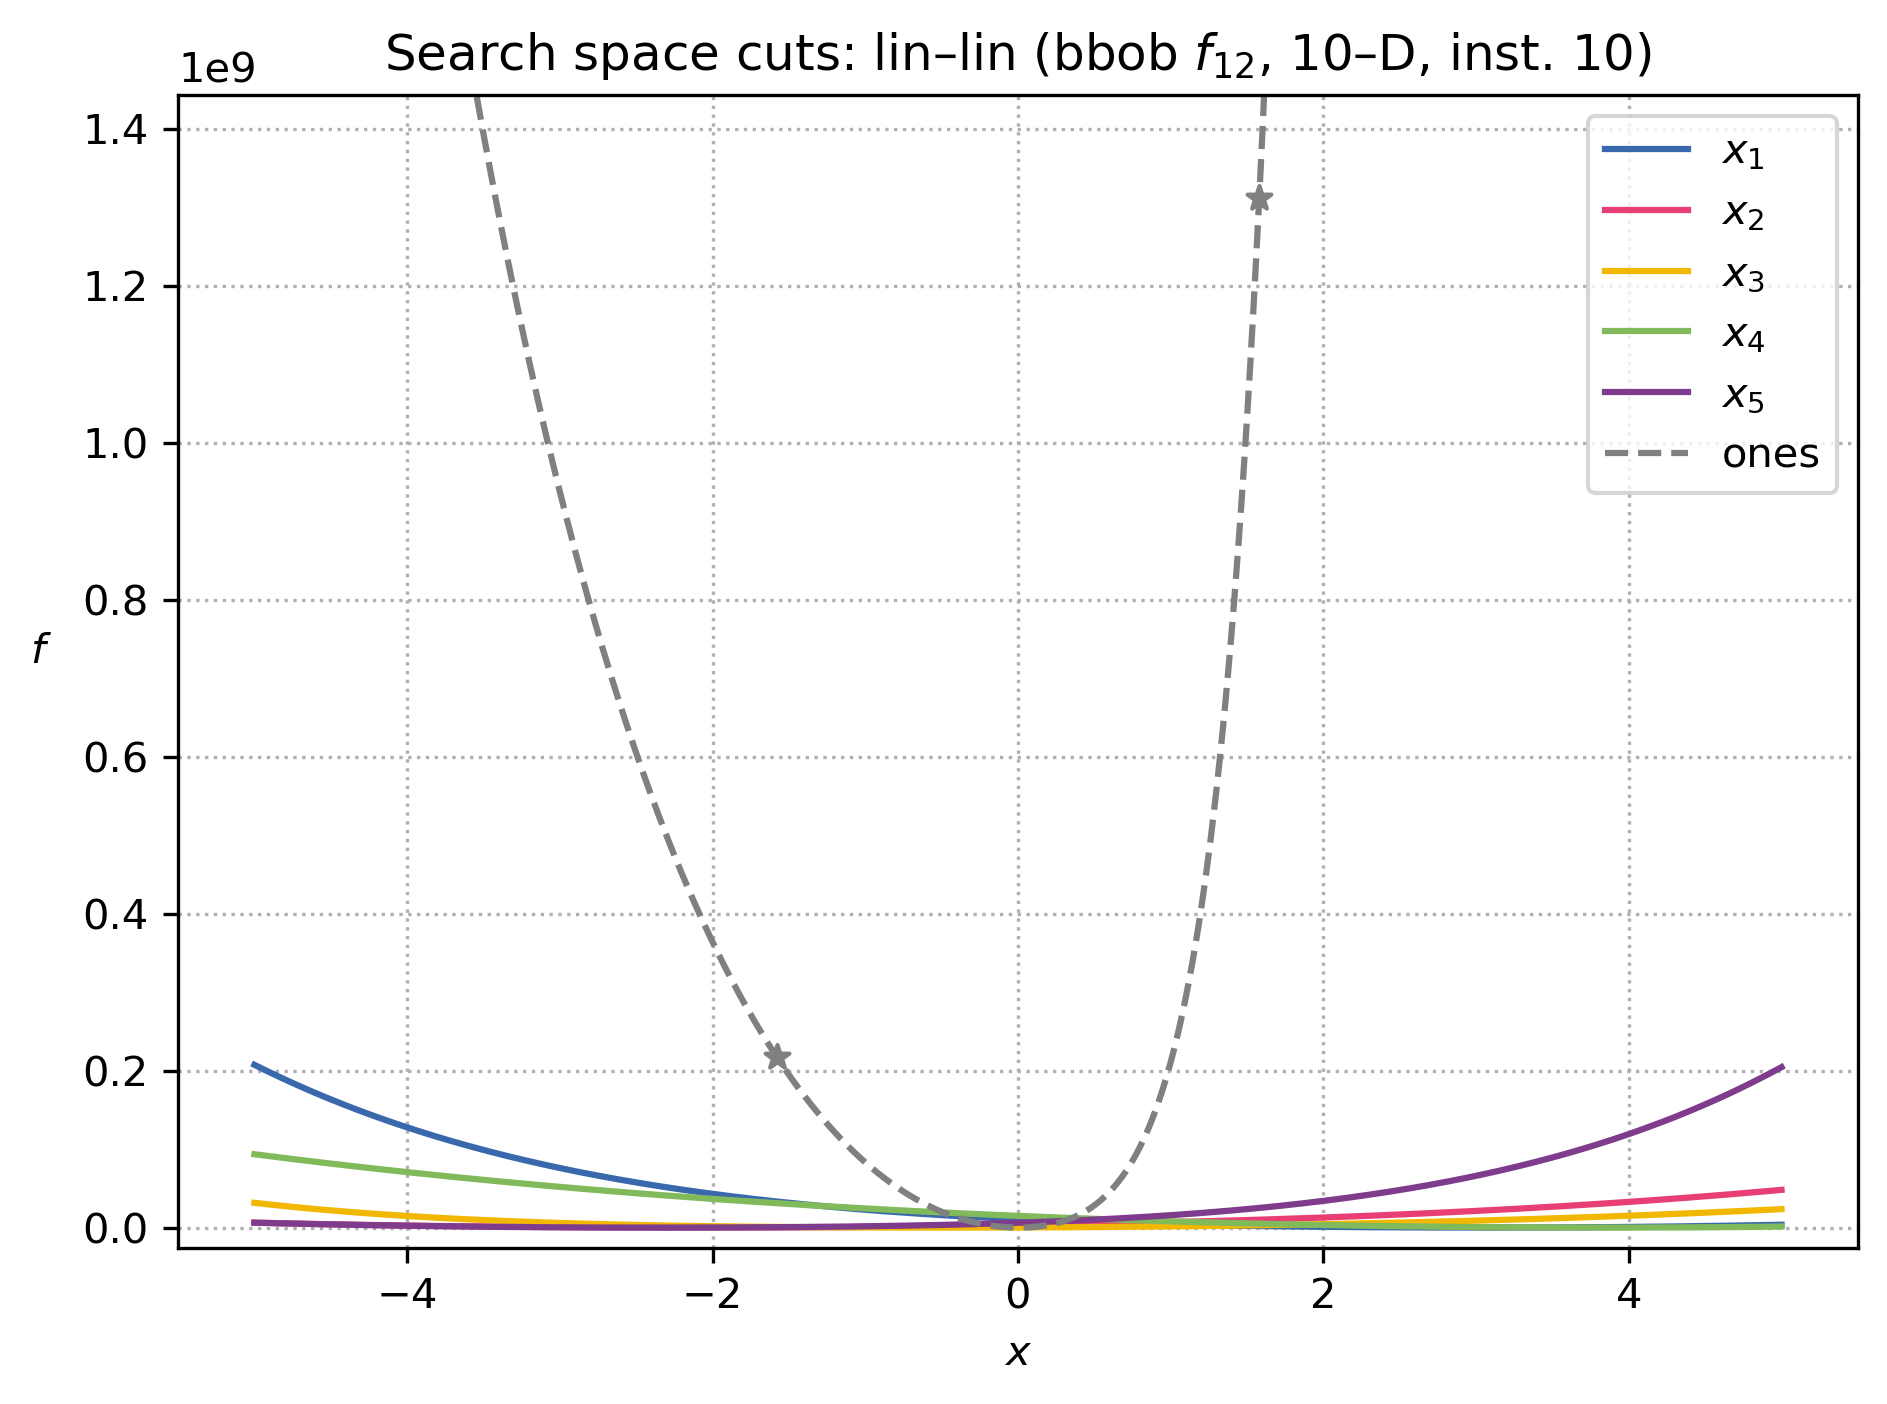 Search space cuts: lin–lin (bbob f₁₂, 10–D, inst. 10)
1e9
1.4
1.2
1.0
0.8
0.6
0.4
0.2
0.0
f
−4
−2
0
2
4
x
x₁
x₂
x₃
x₄
x₅
ones